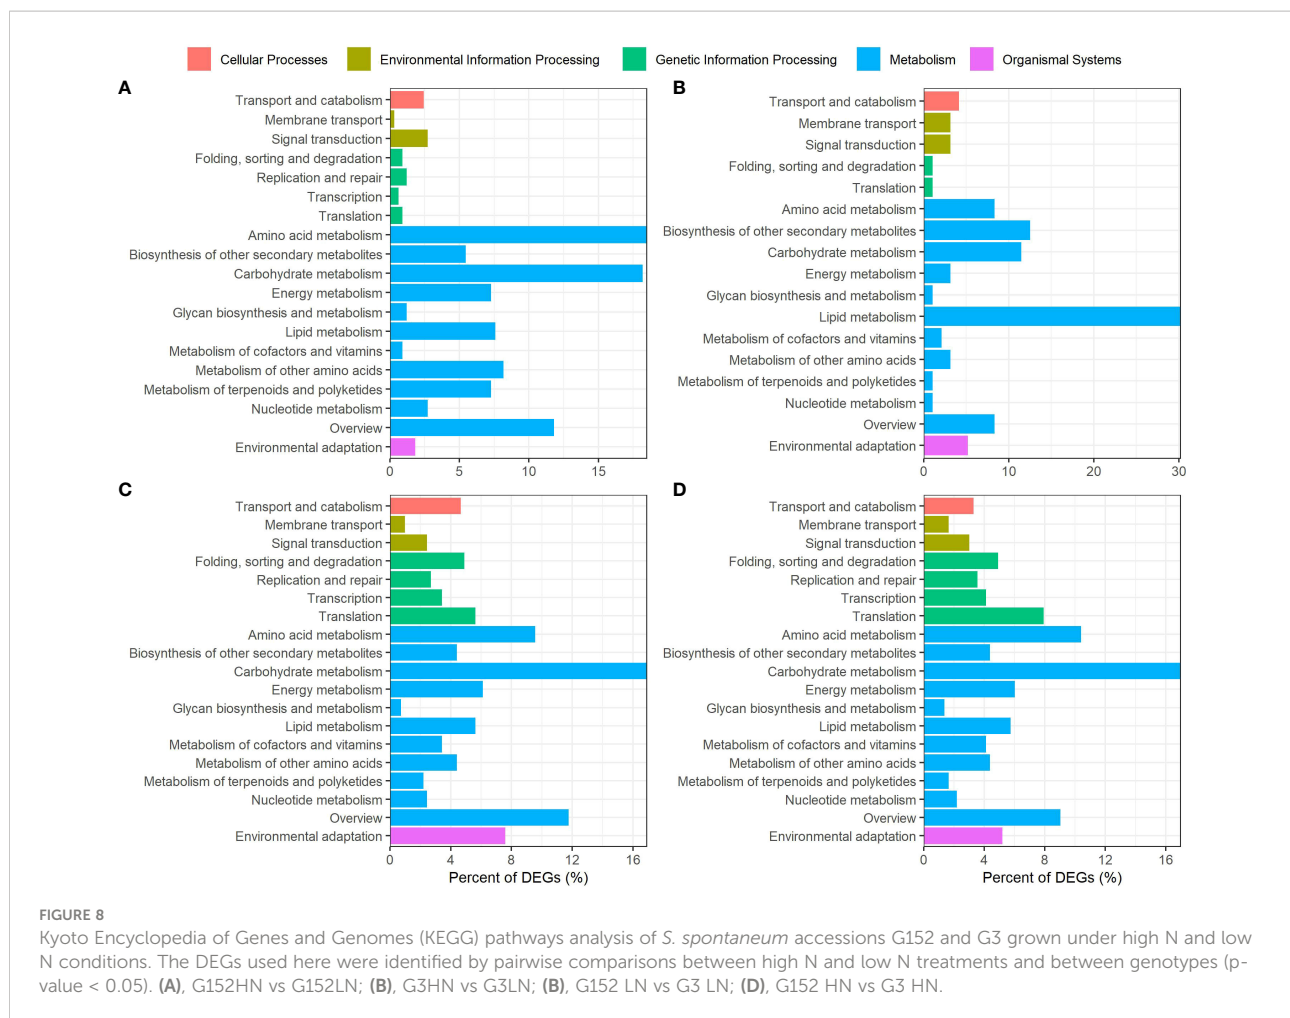 Cellular Processes Environmental Information Processing Genetic Information Processing Metabolism Organismal Systems
A
Transport and catabolism
Membrane transport
Signal transduction
Folding, sorting and degradation
Replication and repair
Transcription
Translation
Amino acid metabolism
Biosynthesis of other secondary metabolites
Carbohydrate metabolism
Energy metabolism
Glycan biosynthesis and metabolism
Lipid metabolism
Metabolism of cofactors and vitamins
Metabolism of other amino acids
Metabolism of terpenoids and polyketides
Nucleotide metabolism
Overview
Environmental adaptation
0 5 10 15
B
Transport and catabolism
Membrane transport
Signal transduction
Folding, sorting and degradation
Translation
Amino acid metabolism
Biosynthesis of other secondary metabolites
Carbohydrate metabolism
Energy metabolism
Glycan biosynthesis and metabolism
Lipid metabolism
Metabolism of cofactors and vitamins
Metabolism of other amino acids
Metabolism of terpenoids and polyketides
Nucleotide metabolism
Overview
Environmental adaptation
0 10 20 30
C
Transport and catabolism
Membrane transport
Signal transduction
Folding, sorting and degradation
Replication and repair
Transcription
Translation
Amino acid metabolism
Biosynthesis of other secondary metabolites
Carbohydrate metabolism
Energy metabolism
Glycan biosynthesis and metabolism
Lipid metabolism
Metabolism of cofactors and vitamins
Metabolism of other amino acids
Metabolism of terpenoids and polyketides
Nucleotide metabolism
Overview
Environmental adaptation
0 4 8 12 16
Percent of DEGs (%)
D
Transport and catabolism
Membrane transport
Signal transduction
Folding, sorting and degradation
Replication and repair
Transcription
Translation
Amino acid metabolism
Biosynthesis of other secondary metabolites
Carbohydrate metabolism
Energy metabolism
Glycan biosynthesis and metabolism
Lipid metabolism
Metabolism of cofactors and vitamins
Metabolism of other amino acids
Metabolism of terpenoids and polyketides
Nucleotide metabolism
Overview
Environmental adaptation
0 4 8 12 16
Percent of DEGs (%)
FIGURE 8
Kyoto Encyclopedia of Genes and Genomes (KEGG) pathways analysis of S. spontaneum accessions G152 and G3 grown under high N and low
N conditions. The DEGs used here were identified by pairwise comparisons between high N and low N treatments and between genotypes (p-
value < 0.05). (A), G152HN vs G152LN; (B), G3HN vs G3LN; (B), G152 LN vs G3 LN; (D), G152 HN vs G3 HN.